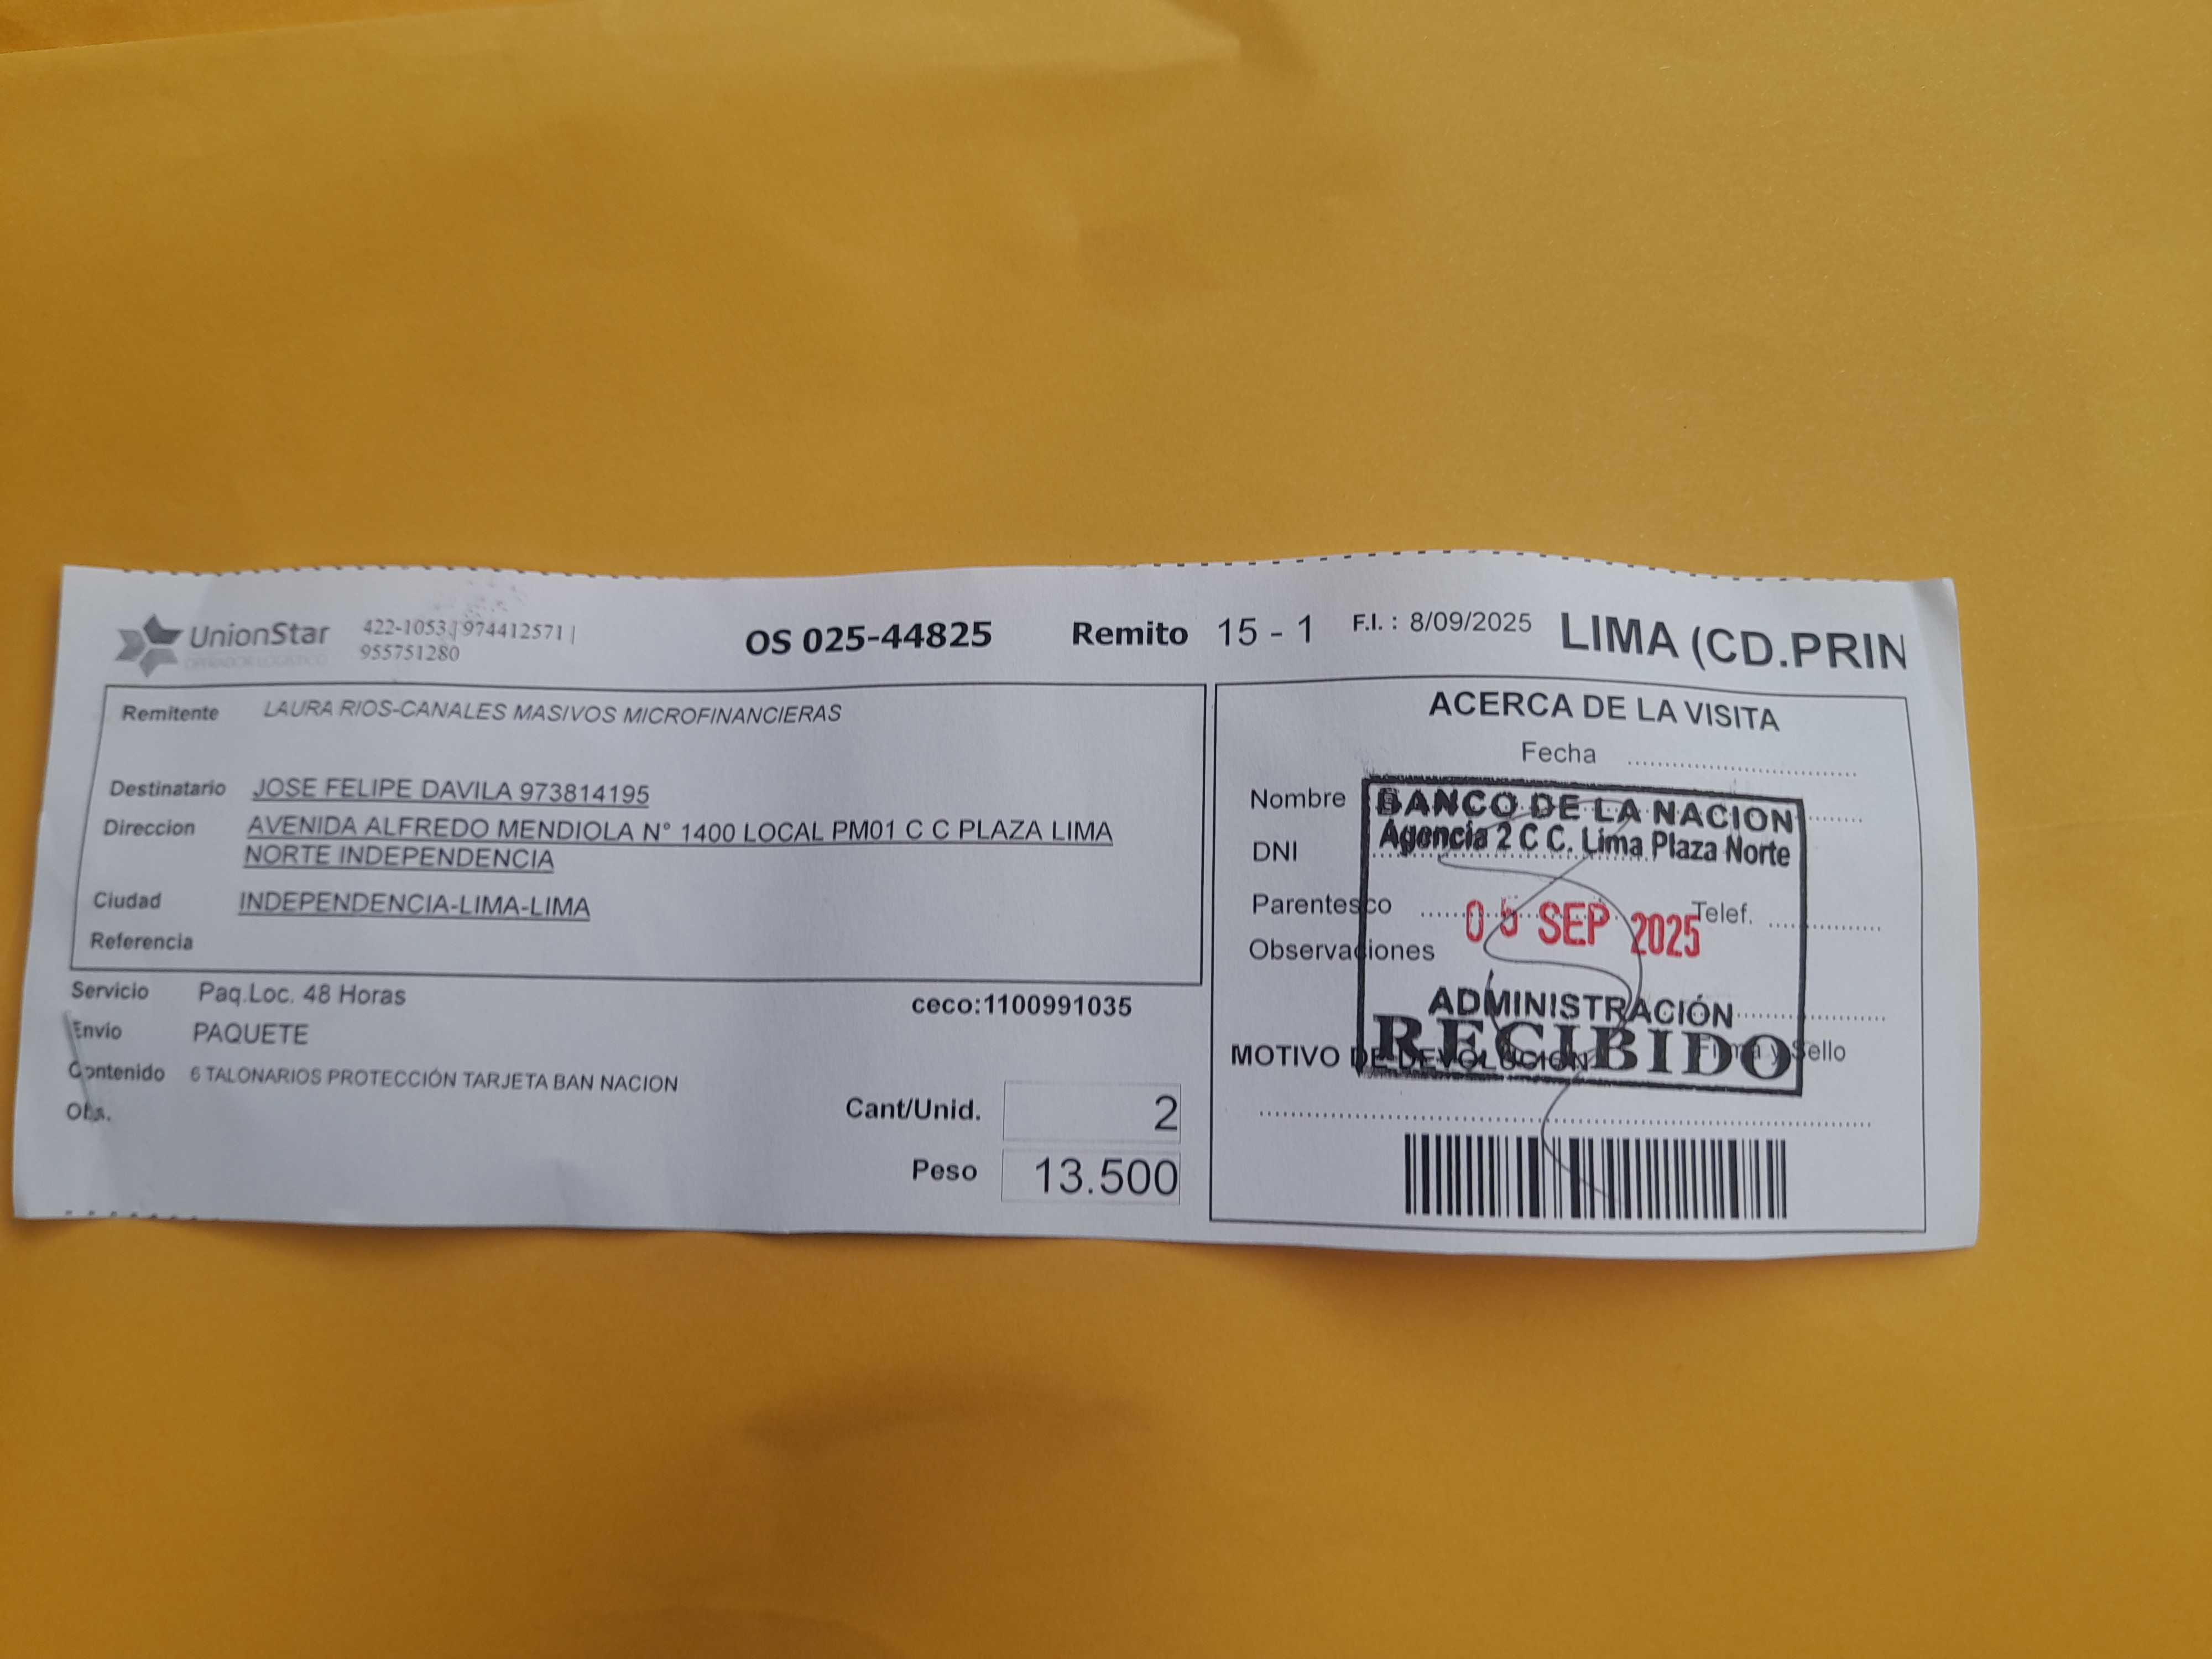 UnionStar
OPERADOR LOGISTICO
422-1053 | 974412571 |
955751280
OS 025-44825
Remito 15 - 1
F.I. : 8/09/2025
LIMA (CD.PRIN
Remitente LAURA RIOS-CANALES MASIVOS MICROFINANCIERAS
Destinatario JOSE FELIPE DAVILA 973814195
Direccion AVENIDA ALFREDO MENDIOLA N° 1400 LOCAL PM01 C C PLAZA LIMA
NORTE INDEPENDENCIA
Ciudad INDEPENDENCIA-LIMA-LIMA
Referencia
Servicio Paq.Loc. 48 Horas
ceco:1100991035
Envio PAQUETE
Contenido 6 TALONARIOS PROTECCIÓN TARJETA BAN NACION
Obs.
Cant/Unid. 2
Peso 13.500
ACERCA DE LA VISITA
Fecha
Nombre
DNI
Parentesco
Telef.
Observaciones
Firma y Sello
MOTIVO DE DEVOLUCION
BANCO DE LA NACION
Agencia 2 C C. Lima Plaza Norte
05 SEP 2025
ADMINISTRACIÓN
RECIBIDO